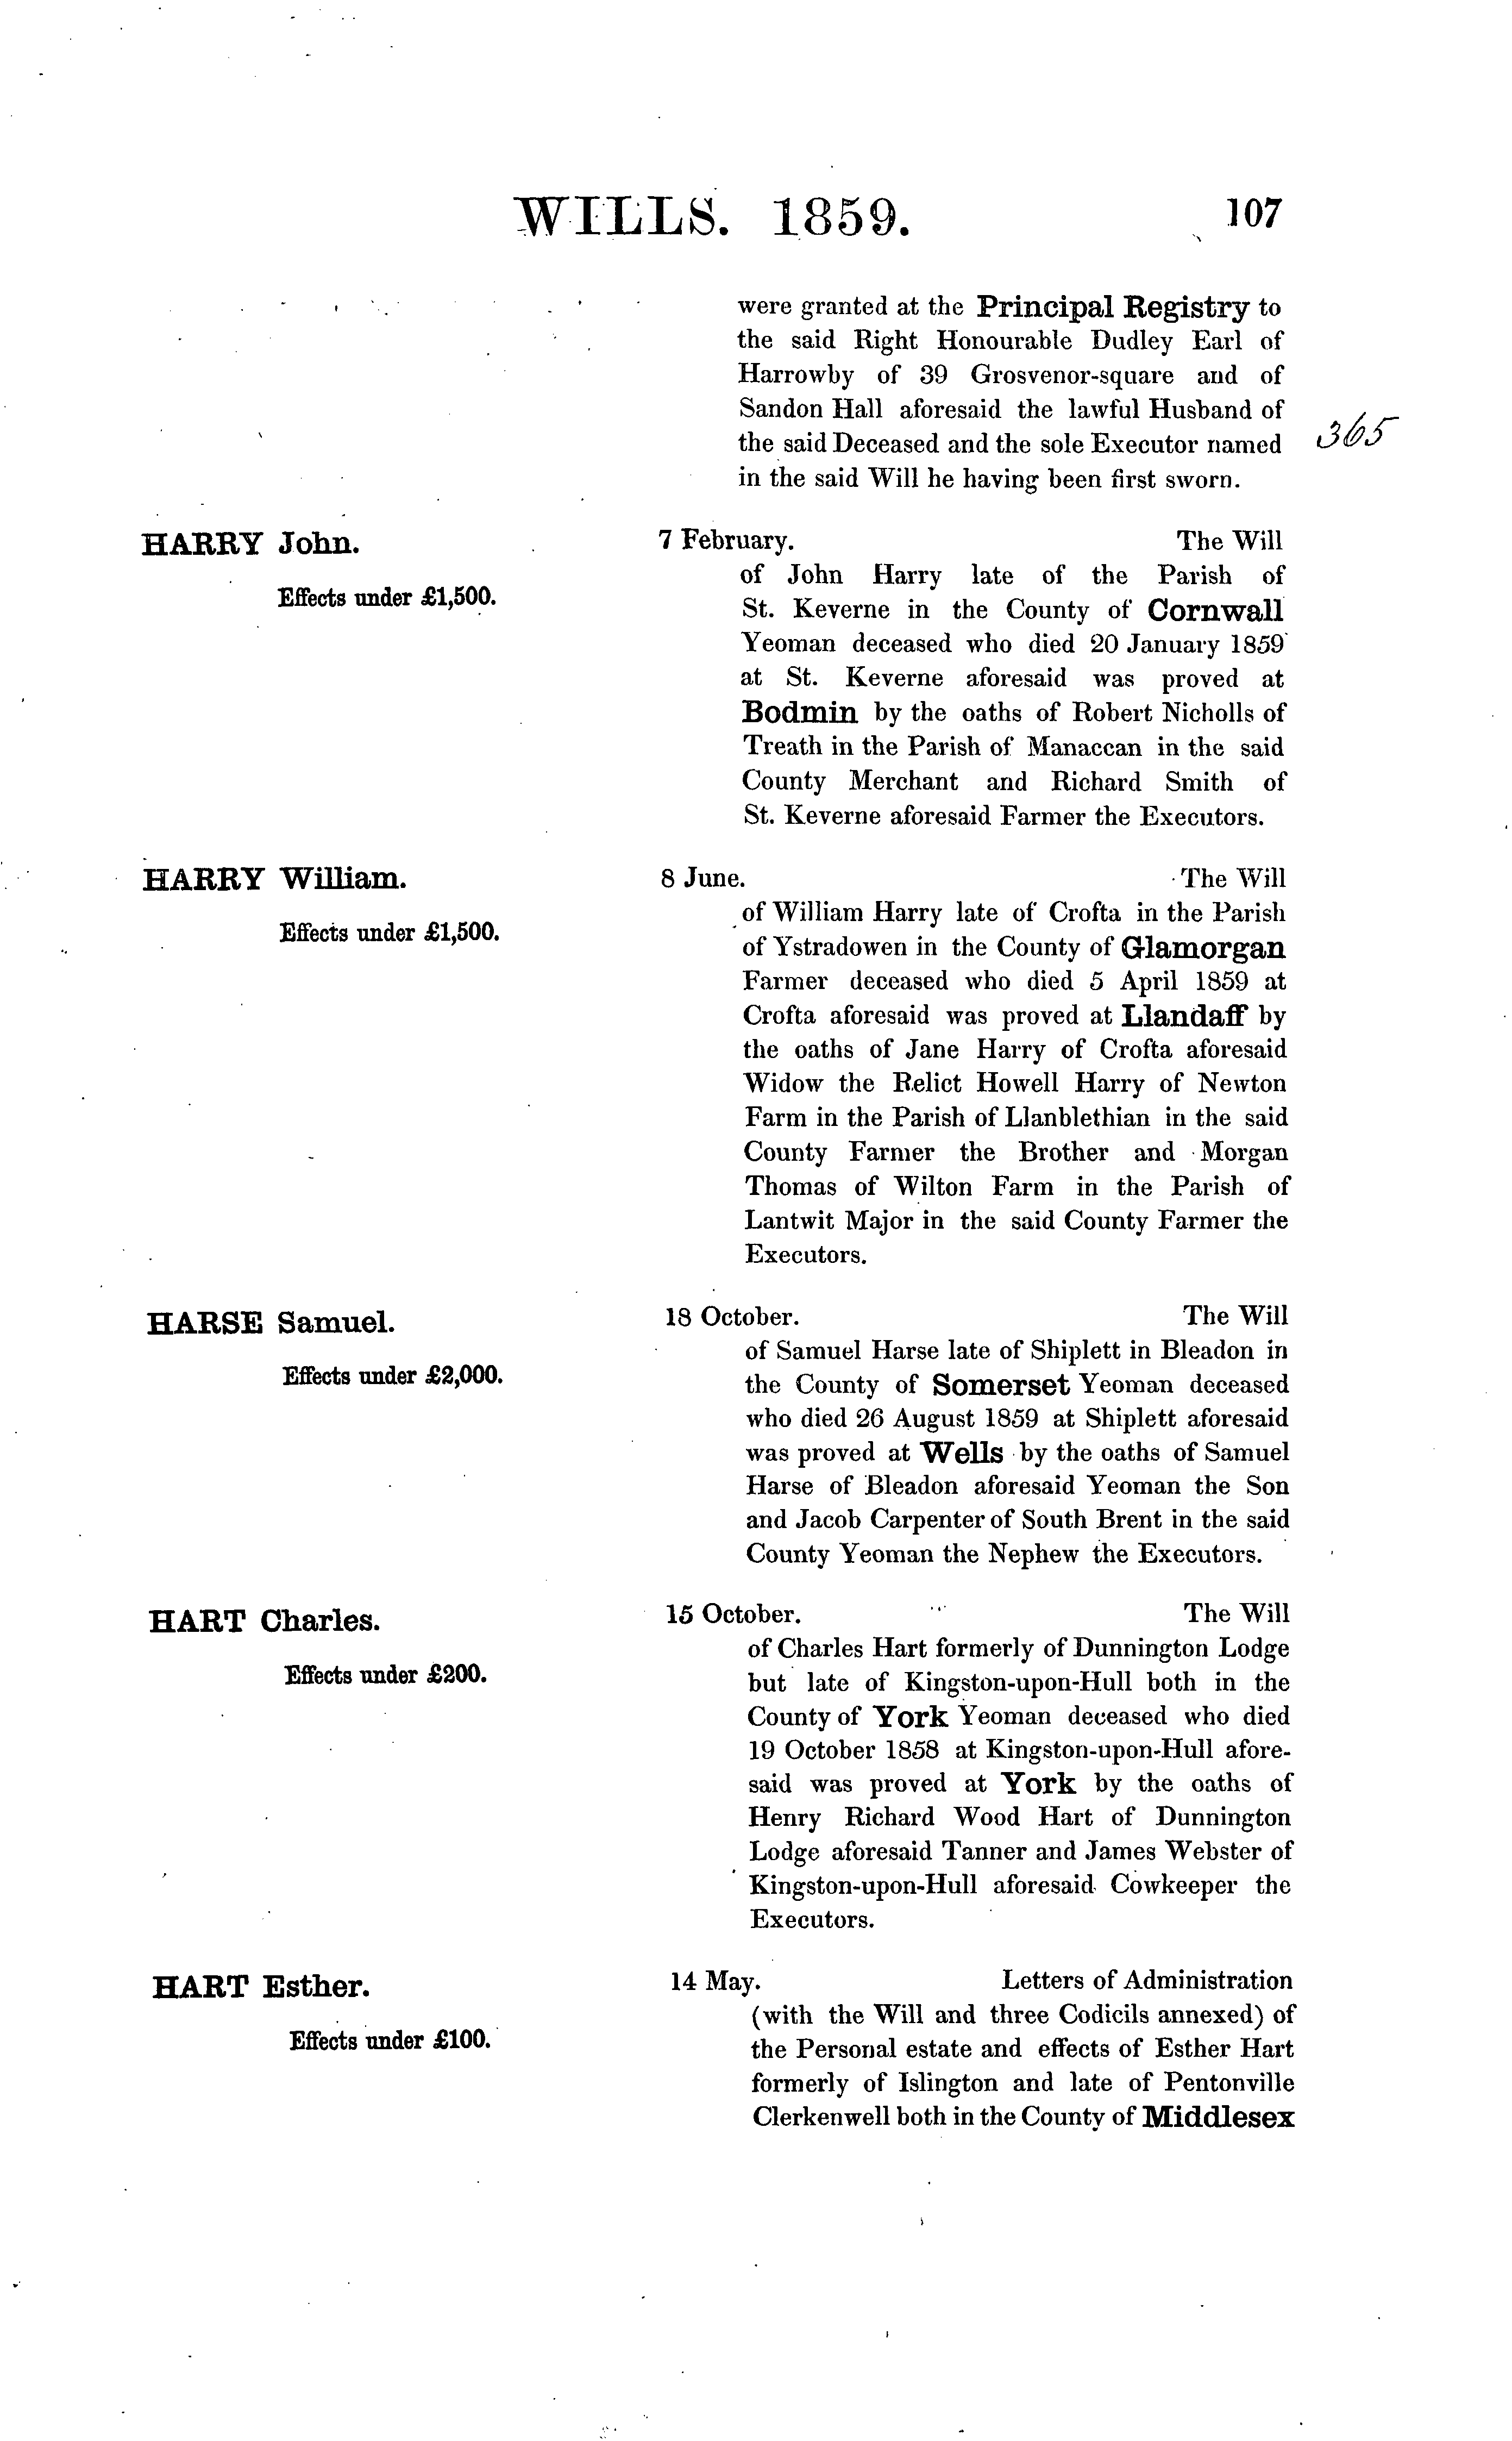 WILLS. 1859. 107
were granted at the Principal Registry to
the said Right Honourable Dudley Earl of
Harrowby of 39 Grosvenor-square and of
Sandon Hall aforesaid the lawful Husband of
the said Deceased and the sole Executor named
365
in the said Will he having been first sworn.
HARRY John.
Effects under £1,500.
7 February. The Will
of John Harry late of the Parish of
St. Keverne in the County of Cornwall
Yeoman deceased who died 20 January 1859
at St. Keverne aforesaid was proved at
Bodmin by the oaths of Robert Nicholls of
Treath in the Parish of Manaccan in the said
County Merchant and Richard Smith of
St. Keverne aforesaid Farmer the Executors.
HARRY William.
Effects under £1,500.
8 June. The Will
of William Harry late of Crofta in the Parish
of Ystradowen in the County of Glamorgan
Farmer deceased who died 5 April 1859 at
Crofta aforesaid was proved at Llandaff by
the oaths of Jane Harry of Crofta aforesaid
Widow the Relict Howell Harry of Newton
Farm in the Parish of Llanblethian in the said
County Farmer the Brother and Morgan
Thomas of Wilton Farm in the Parish of
Lantwit Major in the said County Farmer the
Executors.
HARSE Samuel.
Effects under £2,000.
18 October. The Will
of Samuel Harse late of Shiplett in Bleadon in
the County of Somerset Yeoman deceased
who died 26 August 1859 at Shiplett aforesaid
was proved at Wells by the oaths of Samuel
Harse of Bleadon aforesaid Yeoman the Son
and Jacob Carpenter of South Brent in the said
County Yeoman the Nephew the Executors.
HART Charles.
Effects under £200.
15 October. The Will
of Charles Hart formerly of Dunnington Lodge
but late of Kingston-upon-Hull both in the
County of York Yeoman deceased who died
19 October 1858 at Kingston-upon-Hull afore-
said was proved at York by the oaths of
Henry Richard Wood Hart of Dunnington
Lodge aforesaid Tanner and James Webster of
Kingston-upon-Hull aforesaid Cowkeeper the
Executors.
HART Esther.
Effects under £100.
14 May. Letters of Administration
(with the Will and three Codicils annexed) of
the Personal estate and effects of Esther Hart
formerly of Islington and late of Pentonville
Clerkenwell both in the County of Middlesex